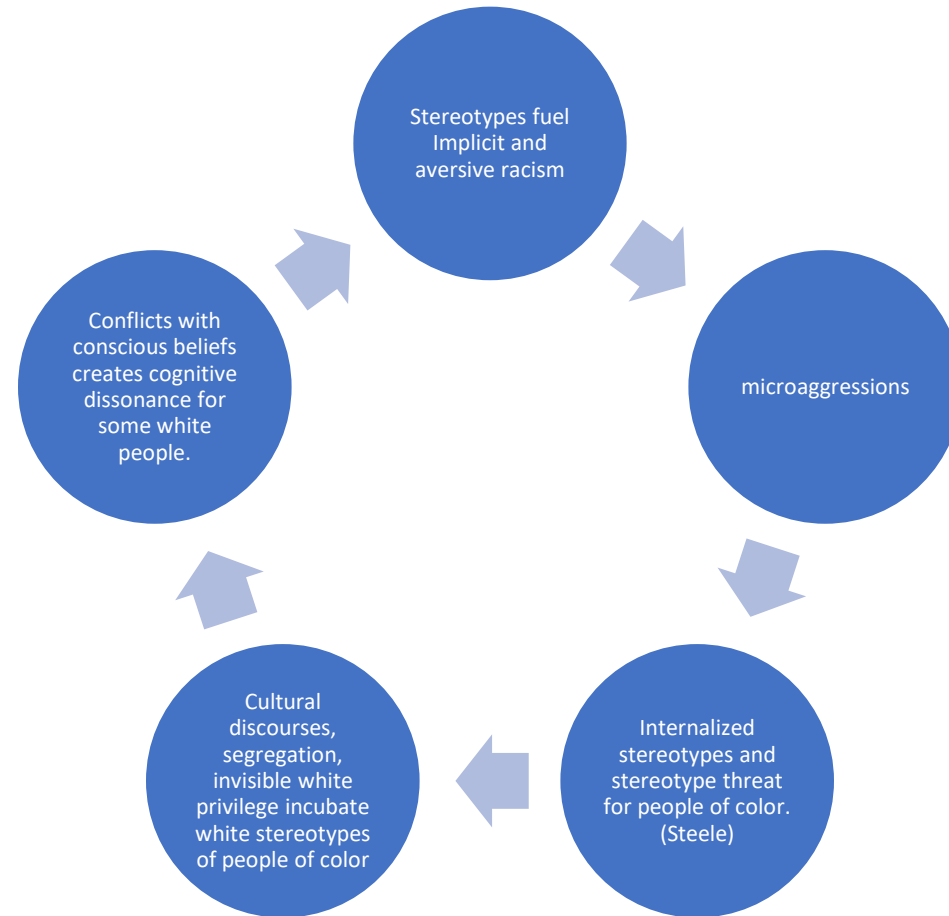 Stereotypes fuel
Implicit and
aversive racism
microaggressions
Internalized
stereotypes and
stereotype threat
for people of color.
(Steele)
Cultural
discourses,
segregation,
invisible white
privilege incubate
white stereotypes
of people of color
Conflicts with
conscious beliefs
creates cognitive
dissonance for
some white
people.